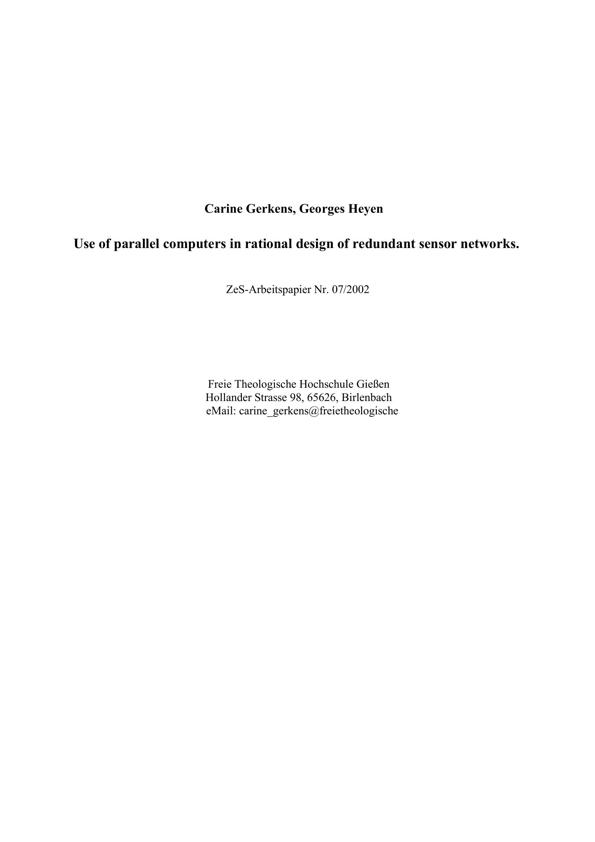 Carine Gerkens, Georges Heyen
Use of parallel computers in rational design of redundant sensor networks.
ZeS-Arbeitspapier Nr. 07/2002
Freie Theologische Hochschule Gießen
Hollander Strasse 98, 65626, Birlenbach
eMail: carine_gerkens@freietheologische